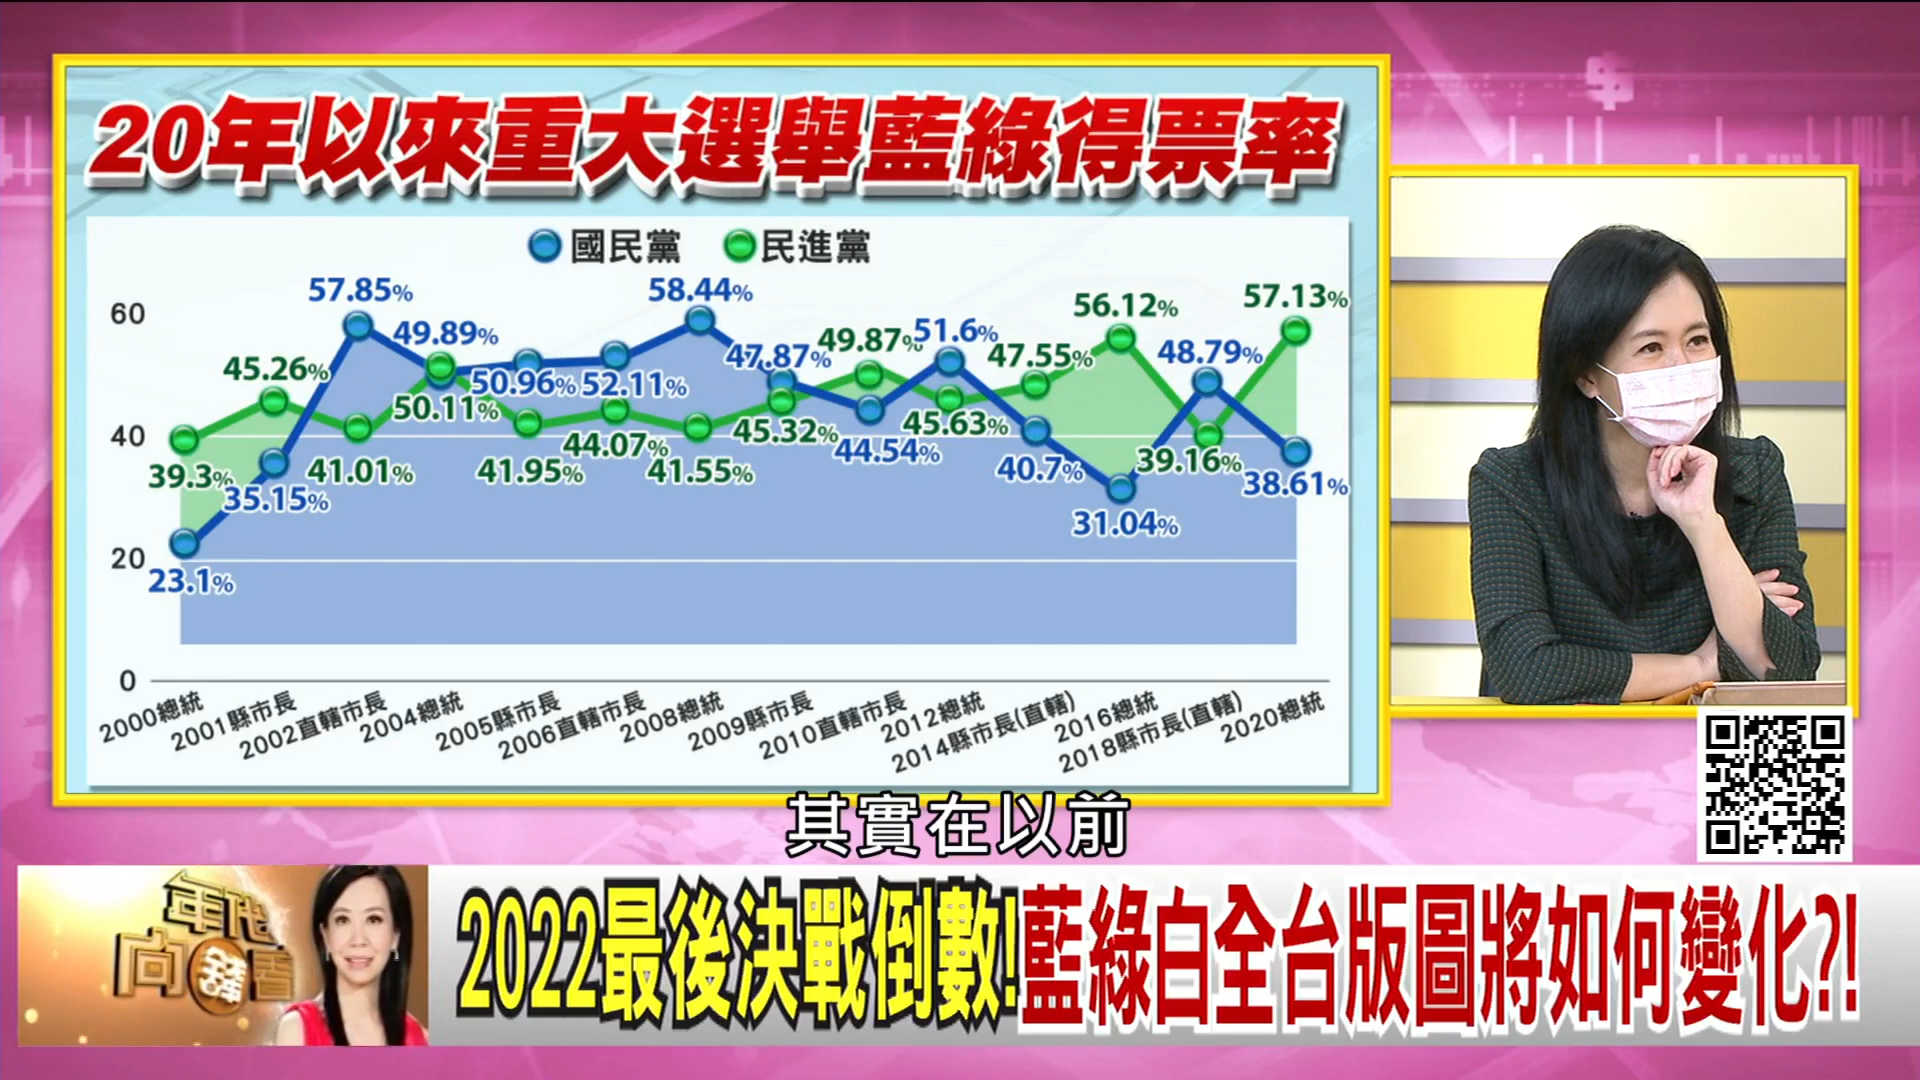 20年以來重大選舉藍綠得票率
國民黨 民進黨
60
40
20
0
39.3%
45.26%
41.01%
50.11%
41.95%
44.07%
41.55%
45.32%
49.87%
45.63%
47.55%
56.12%
39.16%
57.13%
23.1%
35.15%
57.85%
49.89%
50.96%
52.11%
58.44%
47.87%
44.54%
51.6%
40.7%
31.04%
48.79%
38.61%
2000總統
2001縣市長
2002直轄市長
2004總統
2005縣市長
2006直轄市長
2008總統
2009縣市長
2010直轄市長
2012總統
2014縣市長(直轄)
2016總統
2018縣市長(直轄)
2020總統
其實在以前
年代
向錢看
2022最後決戰倒數!藍綠白全台版圖將如何變化?!